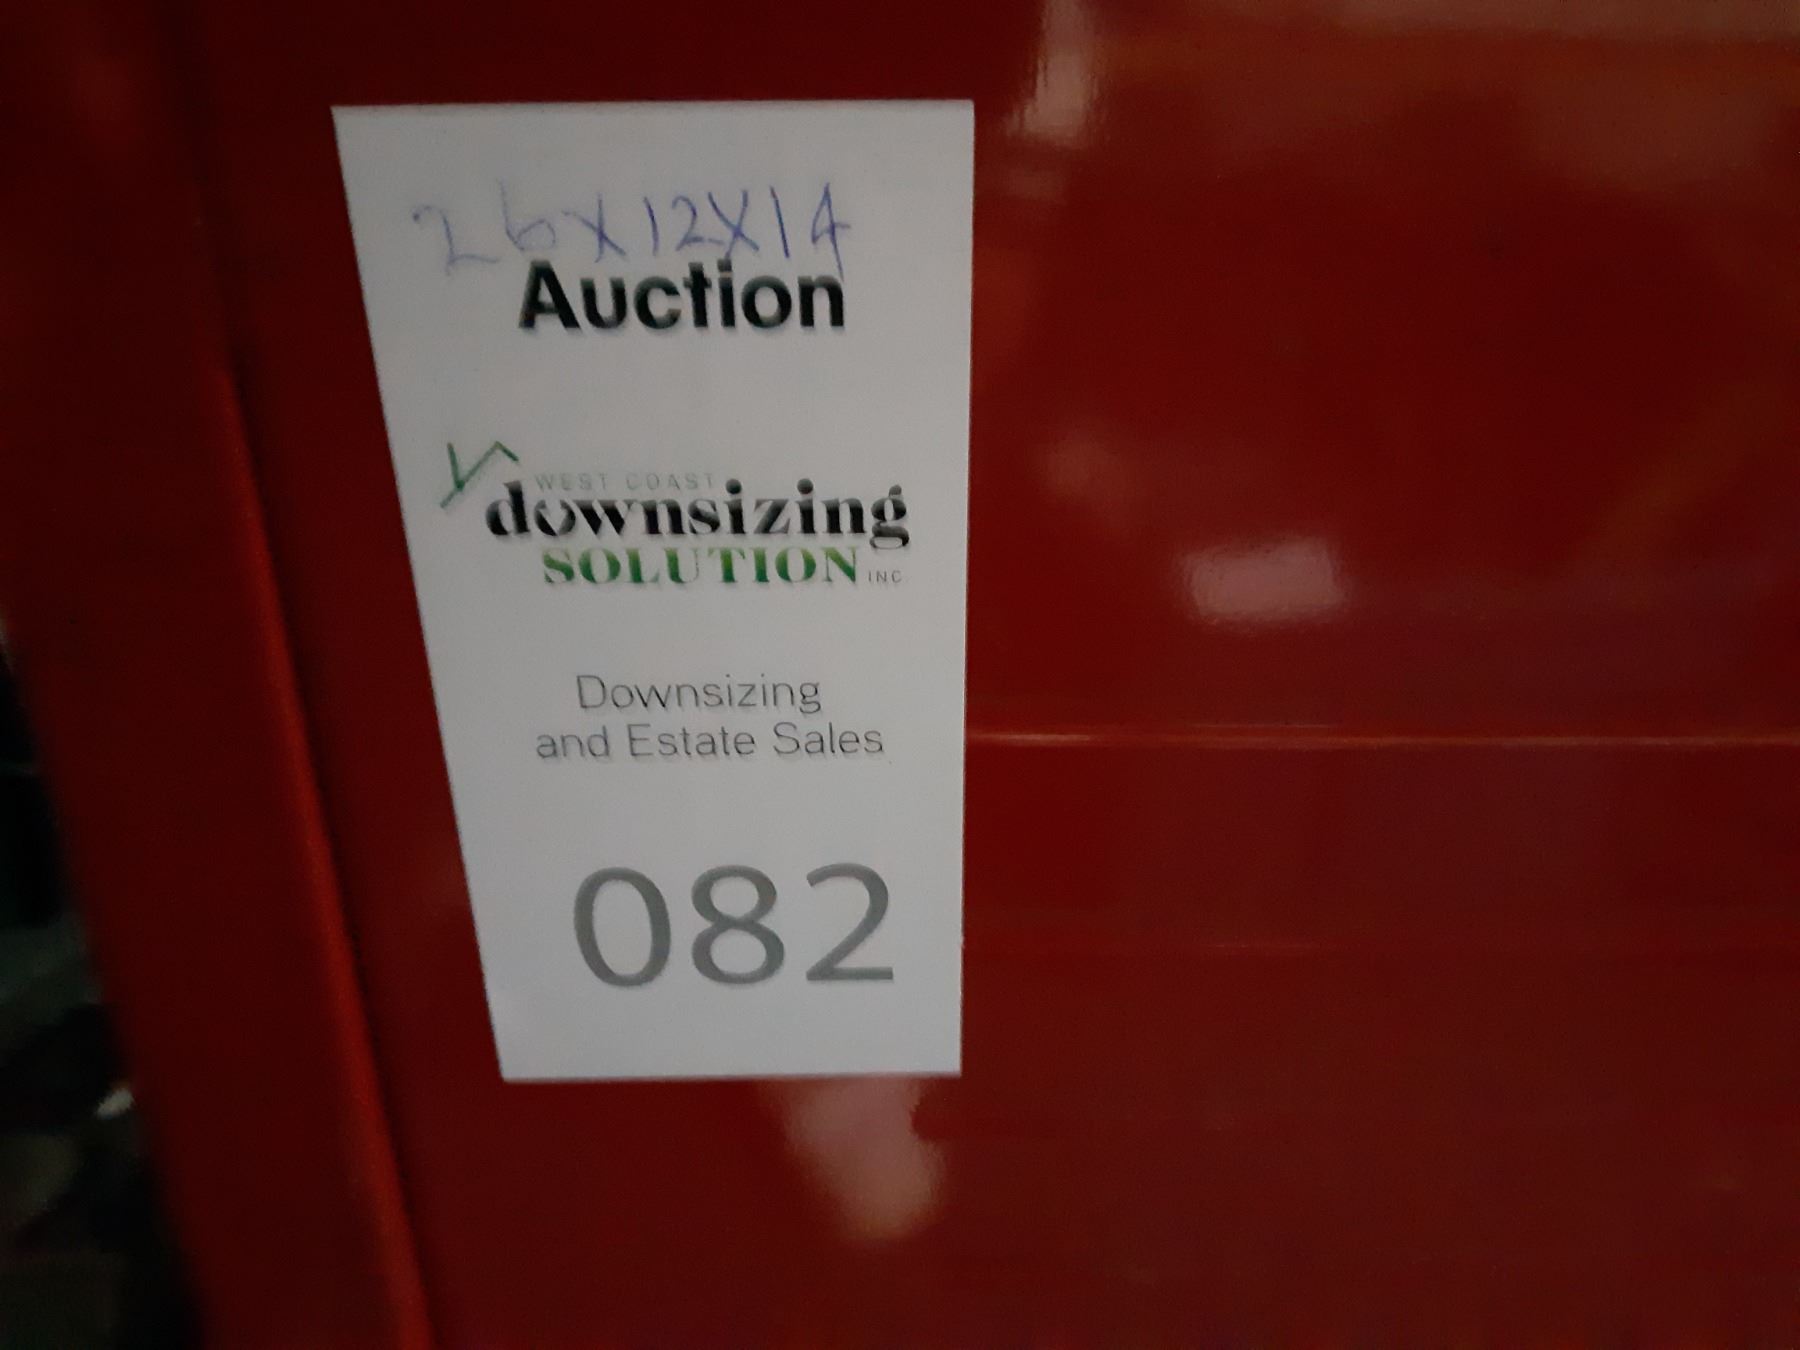 26x12x14
Auction
WEST COAST
downsizing
SOLUTION INC
Downsizing
and Estate Sales
082